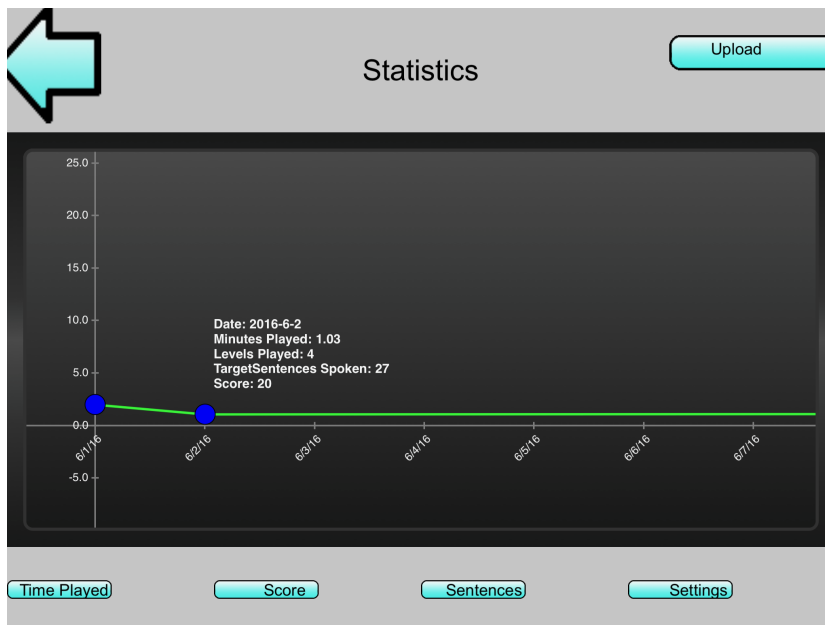 Statistics
Upload
25.0
20.0
15.0
10.0
5.0
0.0
-5.0
Date: 2016-6-2
Minutes Played: 1.03
Levels Played: 4
TargetSentences Spoken: 27
Score: 20
6/1/16 6/2/16 6/3/16 6/4/16 6/5/16 6/6/16 6/7/16
Time Played Score Sentences Settings